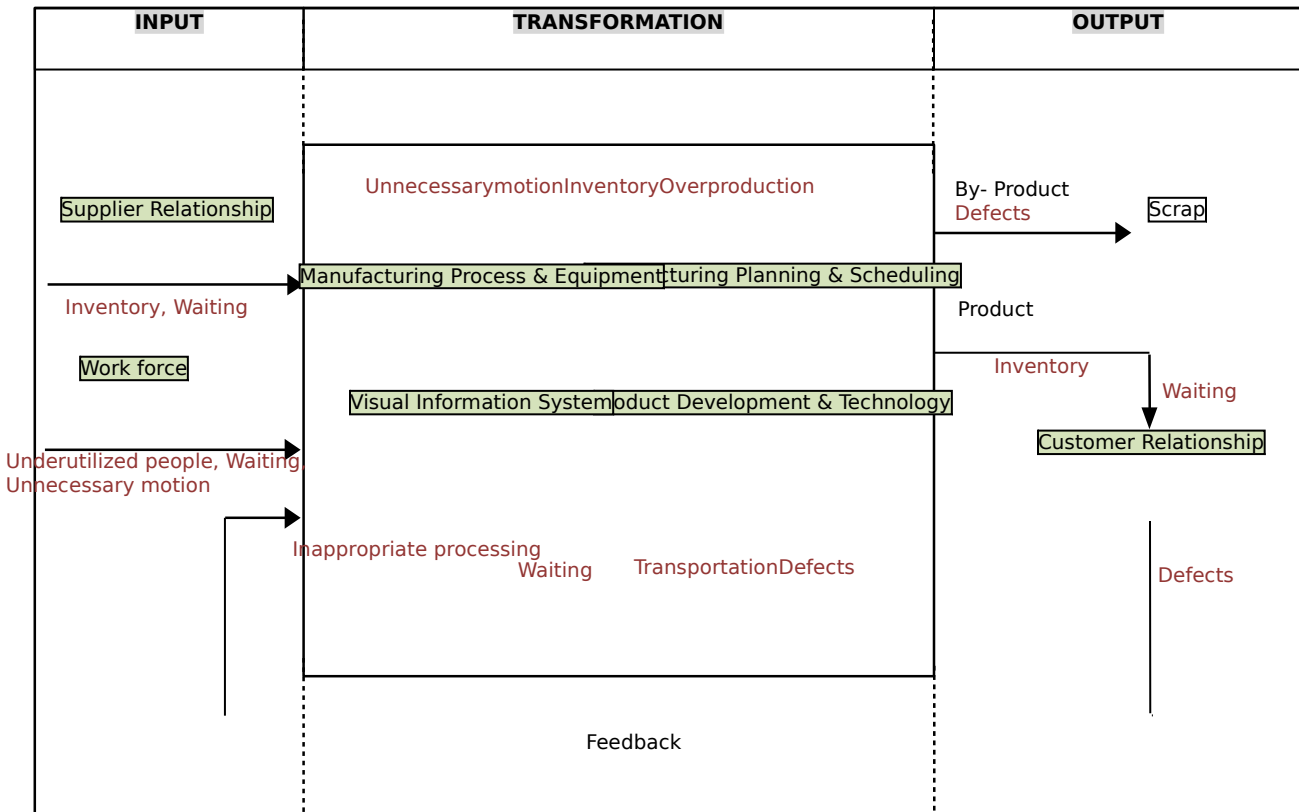 INPUT
TRANSFORMATION
OUTPUT
UnnecessarymotionInventoryOverproduction
By- Product
Defects
Supplier Relationship
Scrap
Manufacturing Process & Equipment
cturing Planning & Scheduling
Inventory, Waiting
Product
Work force
Inventory
Waiting
Visual Information System
oduct Development & Technology
Customer Relationship
Underutilized people, Waiting,
Unnecessary motion
Inappropriate processing
Waiting
TransportationDefects
Defects
Feedback